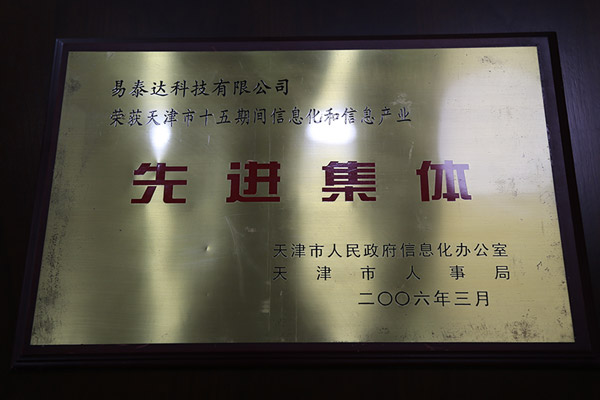 易泰达科技有限公司
荣获天津市十五期间信息化和信息产业
先进集体
天津市人民政府信息化办公室
天津市人事局
二〇〇六年三月